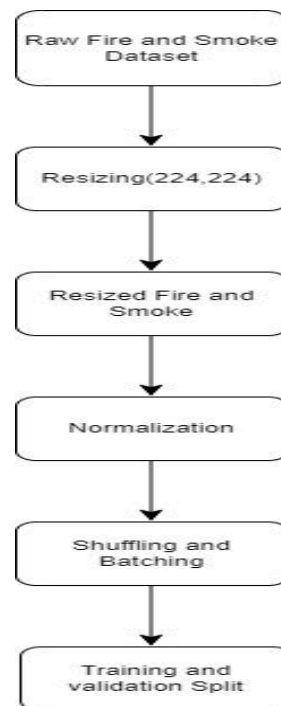 Raw Fire and Smoke
Dataset
Resizing(224,224)
Resized Fire and
Smoke
Normalization
Shuffling and
Batching
Training and
validation Split